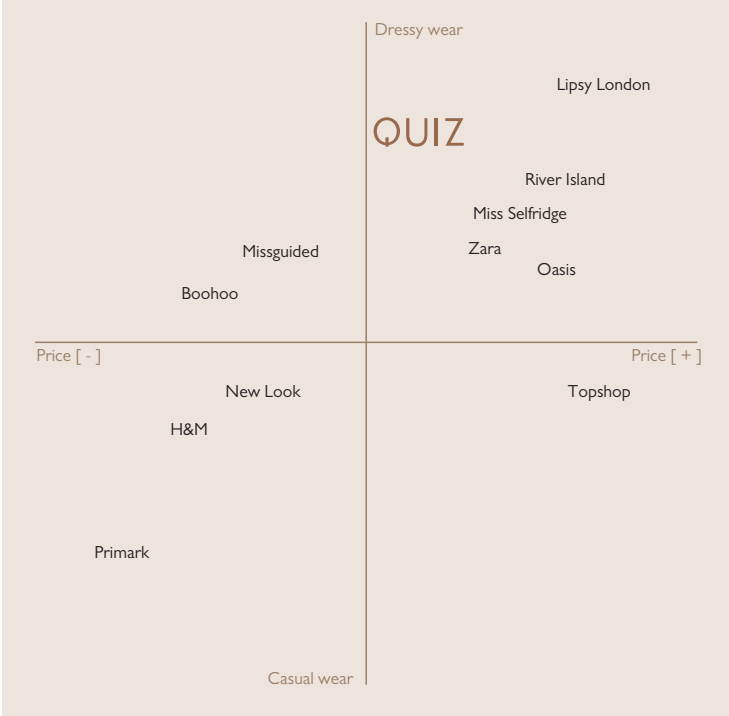 Dressy wear
Lipsy London
QUIZ
River Island
Miss Selfridge
Zara
Missguided
Oasis
Boohoo
Price [ - ]
Price [ + ]
New Look
Topshop
H&M
Primark
Casual wear